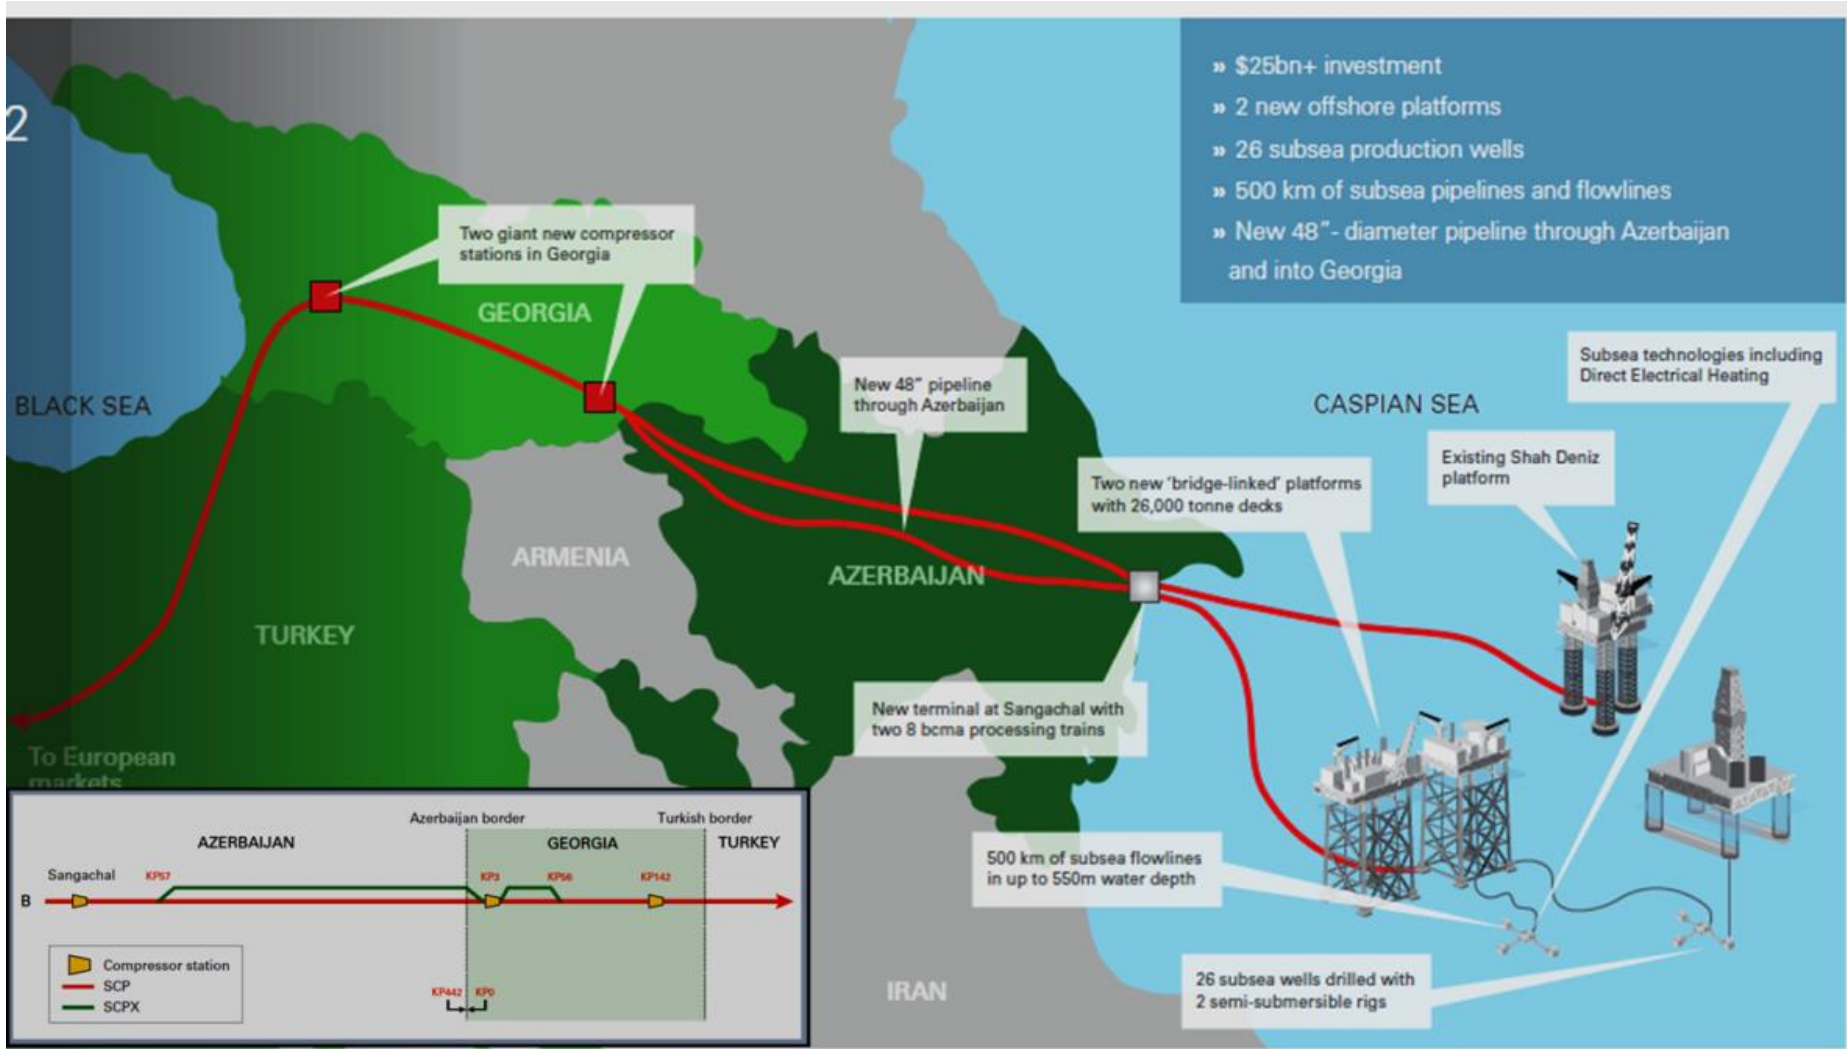 2
» $25bn+ investment
» 2 new offshore platforms
» 26 subsea production wells
» 500 km of subsea pipelines and flowlines
» New 48”- diameter pipeline through Azerbaijan
and into Georgia
Two giant new compressor
stations in Georgia
GEORGIA
BLACK SEA
New 48” pipeline
through Azerbaijan
CASPIAN SEA
Subsea technologies including
Direct Electrical Heating
Existing Shah Deniz
platform
Two new ‘bridge-linked’ platforms
with 26,000 tonne decks
ARMENIA
AZERBAIJAN
TURKEY
New terminal at Sangachal with
two 8 bcma processing trains
To European
markets
500 km of subsea flowlines
in up to 550m water depth
26 subsea wells drilled with
2 semi-submersible rigs
IRAN
Azerbaijan border
Turkish border
AZERBAIJAN
GEORGIA
TURKEY
Sangachal
KP57
KP3
KP56
KP142
B
Compressor station
SCP
SCPX
KP442
KP0